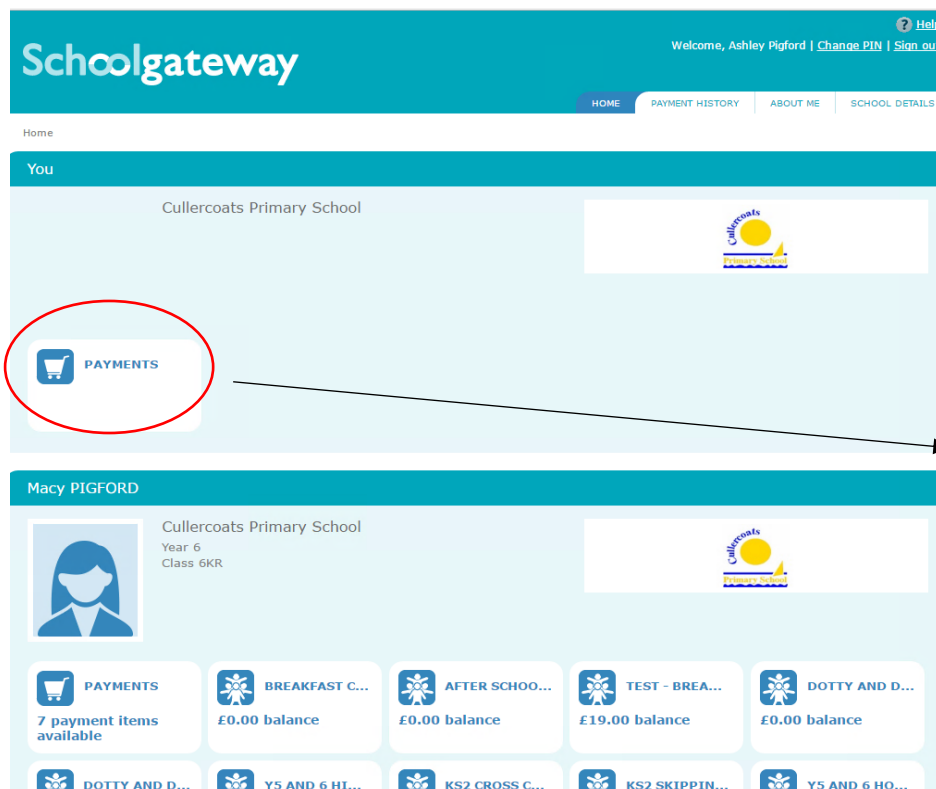 ? Help
Welcome, Ashley Pigford | Change PIN | Sign ou
Schoolgateway
HOME PAYMENT HISTORY ABOUT ME SCHOOL DETAILS
Home
You
Cullercoats Primary School
Cullercoats
Primary School
PAYMENTS
Macy PIGFORD
Cullercoats Primary School
Year 6
Class 6KR
Cullercoats
Primary School
PAYMENTS
7 payment items
available
BREAKFAST C...
£0.00 balance
AFTER SCHOO...
£0.00 balance
TEST - BREA...
£19.00 balance
DOTTY AND D...
£0.00 balance
DOTTY AND D...
Y5 AND 6 HI...
KS2 CROSS C...
KS2 SKIPPIN...
Y5 AND 6 HO...